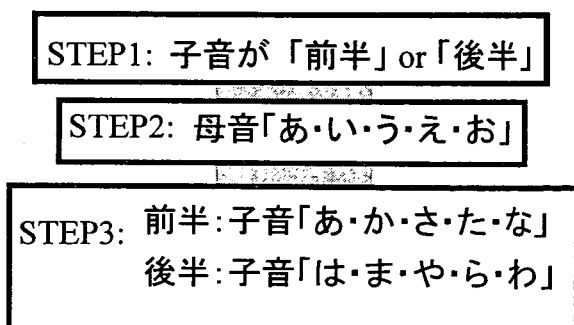 STEP1: 子音が「前半」or「後半」
STEP2: 母音「あ・い・う・え・お」
STEP3: 前半:子音「あ・か・さ・た・な」
後半:子音「は・ま・や・ら・わ」